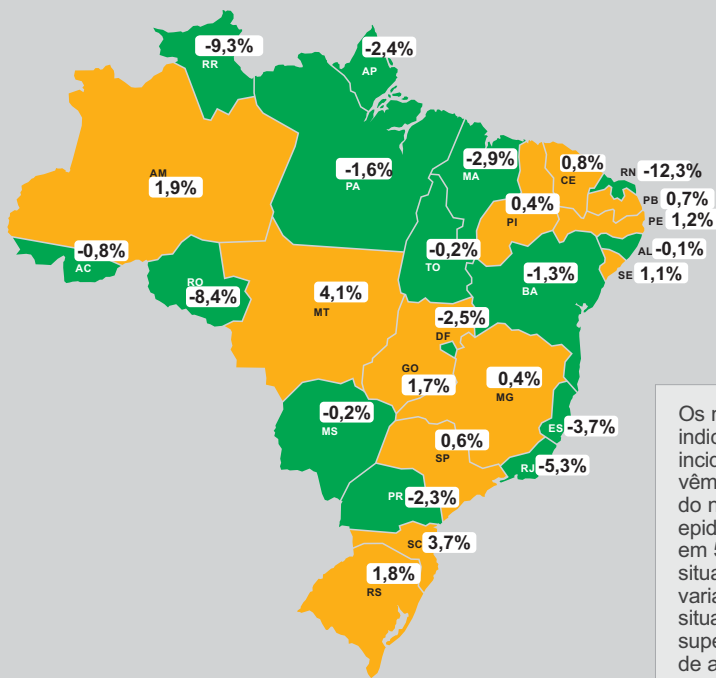 -9,3%
RR
-2,4%
AP
-1,6%
PA
-2,9%
MA
0,8%
CE
RN -12,3%
PB 0,7%
PE 1,2%
AL -0,1%
SE 1,1%
AM
1,9%
0,4%
PI
-0,8%
AC
RO
-8,4%
-0,2%
TO
-1,3%
BA
4,1%
MT
-2,5%
DF
GO
1,7%
0,4%
MG
-0,2%
MS
ES -3,7%
0,6%
SP
RJ -5,3%
PR -2,3%
SC 3,7%
1,8%
RS
Os
indic
incid
vêm
do
epid
em
situa
varia
situa
supe
de a